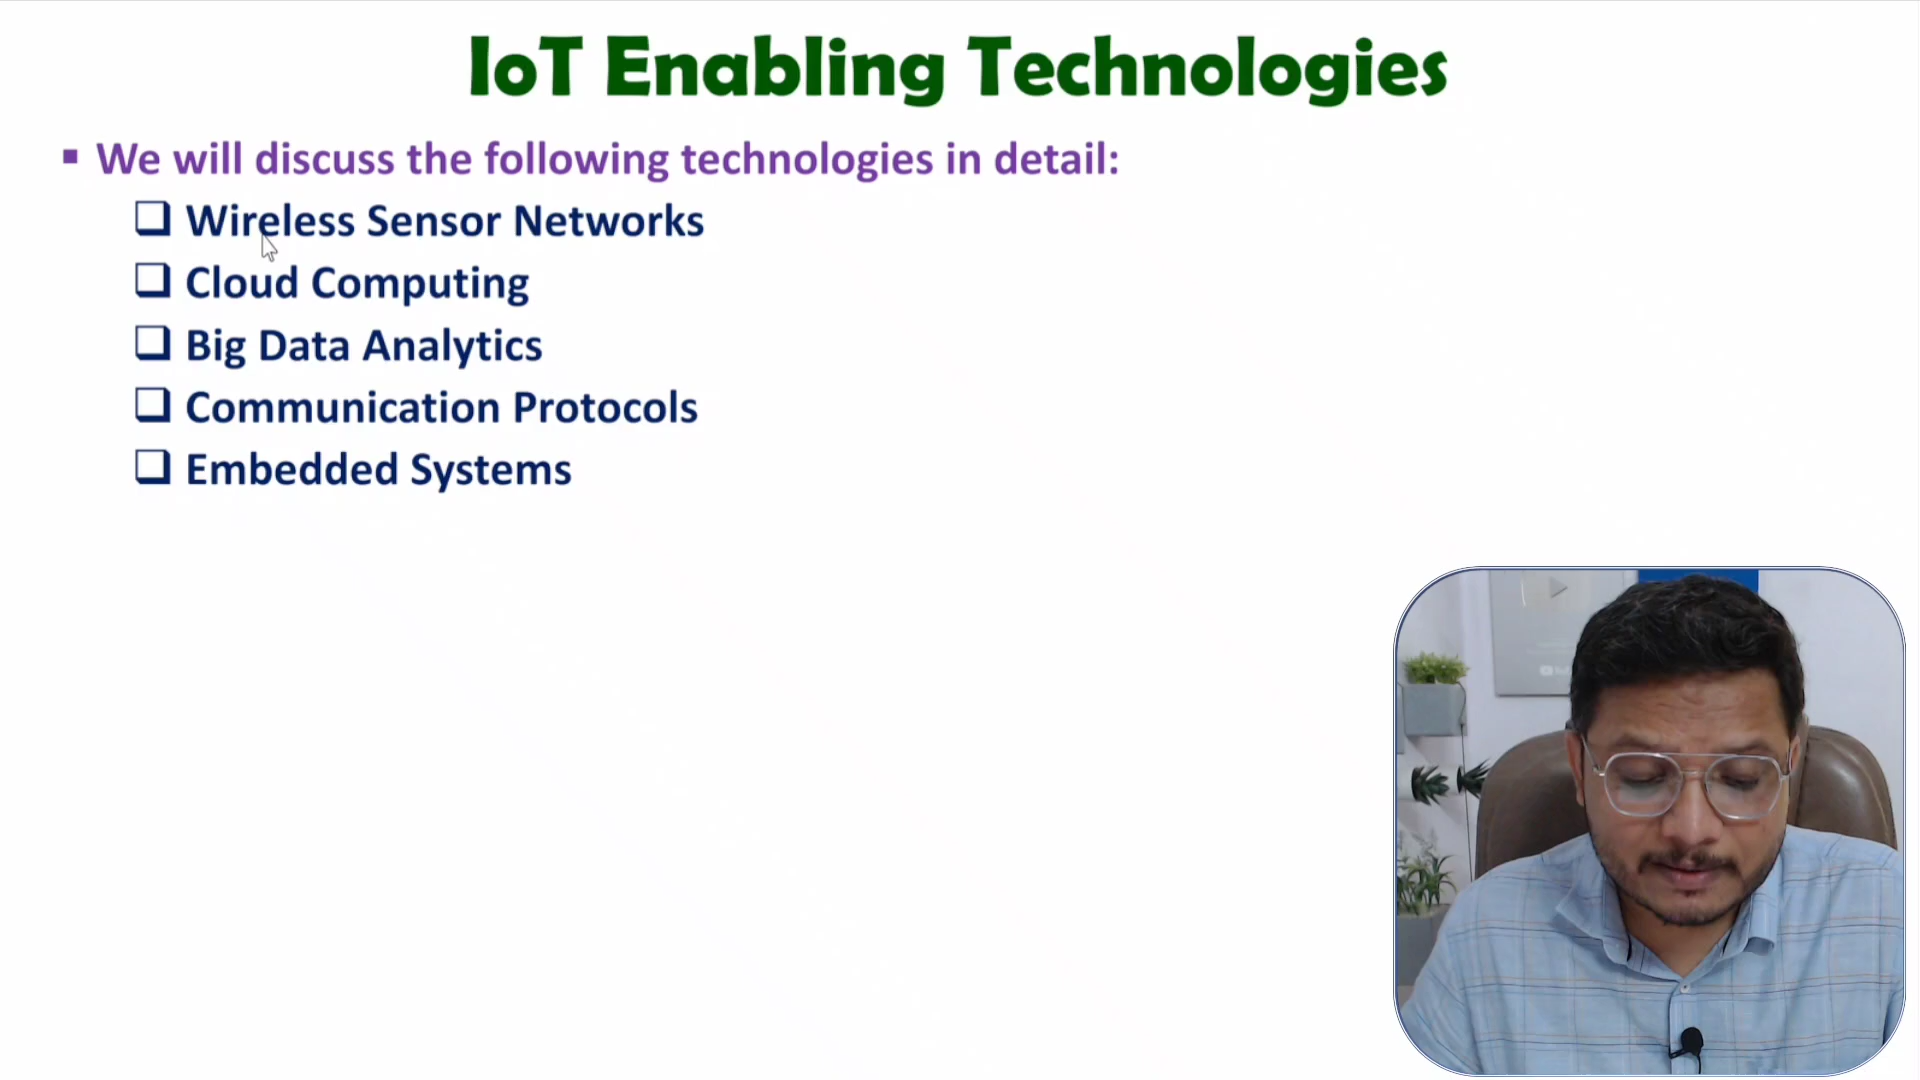 IoT Enabling Technologies
▪ We will discuss the following technologies in detail:
❑ Wireless Sensor Networks
❑ Cloud Computing
❑ Big Data Analytics
❑ Communication Protocols
❑ Embedded Systems